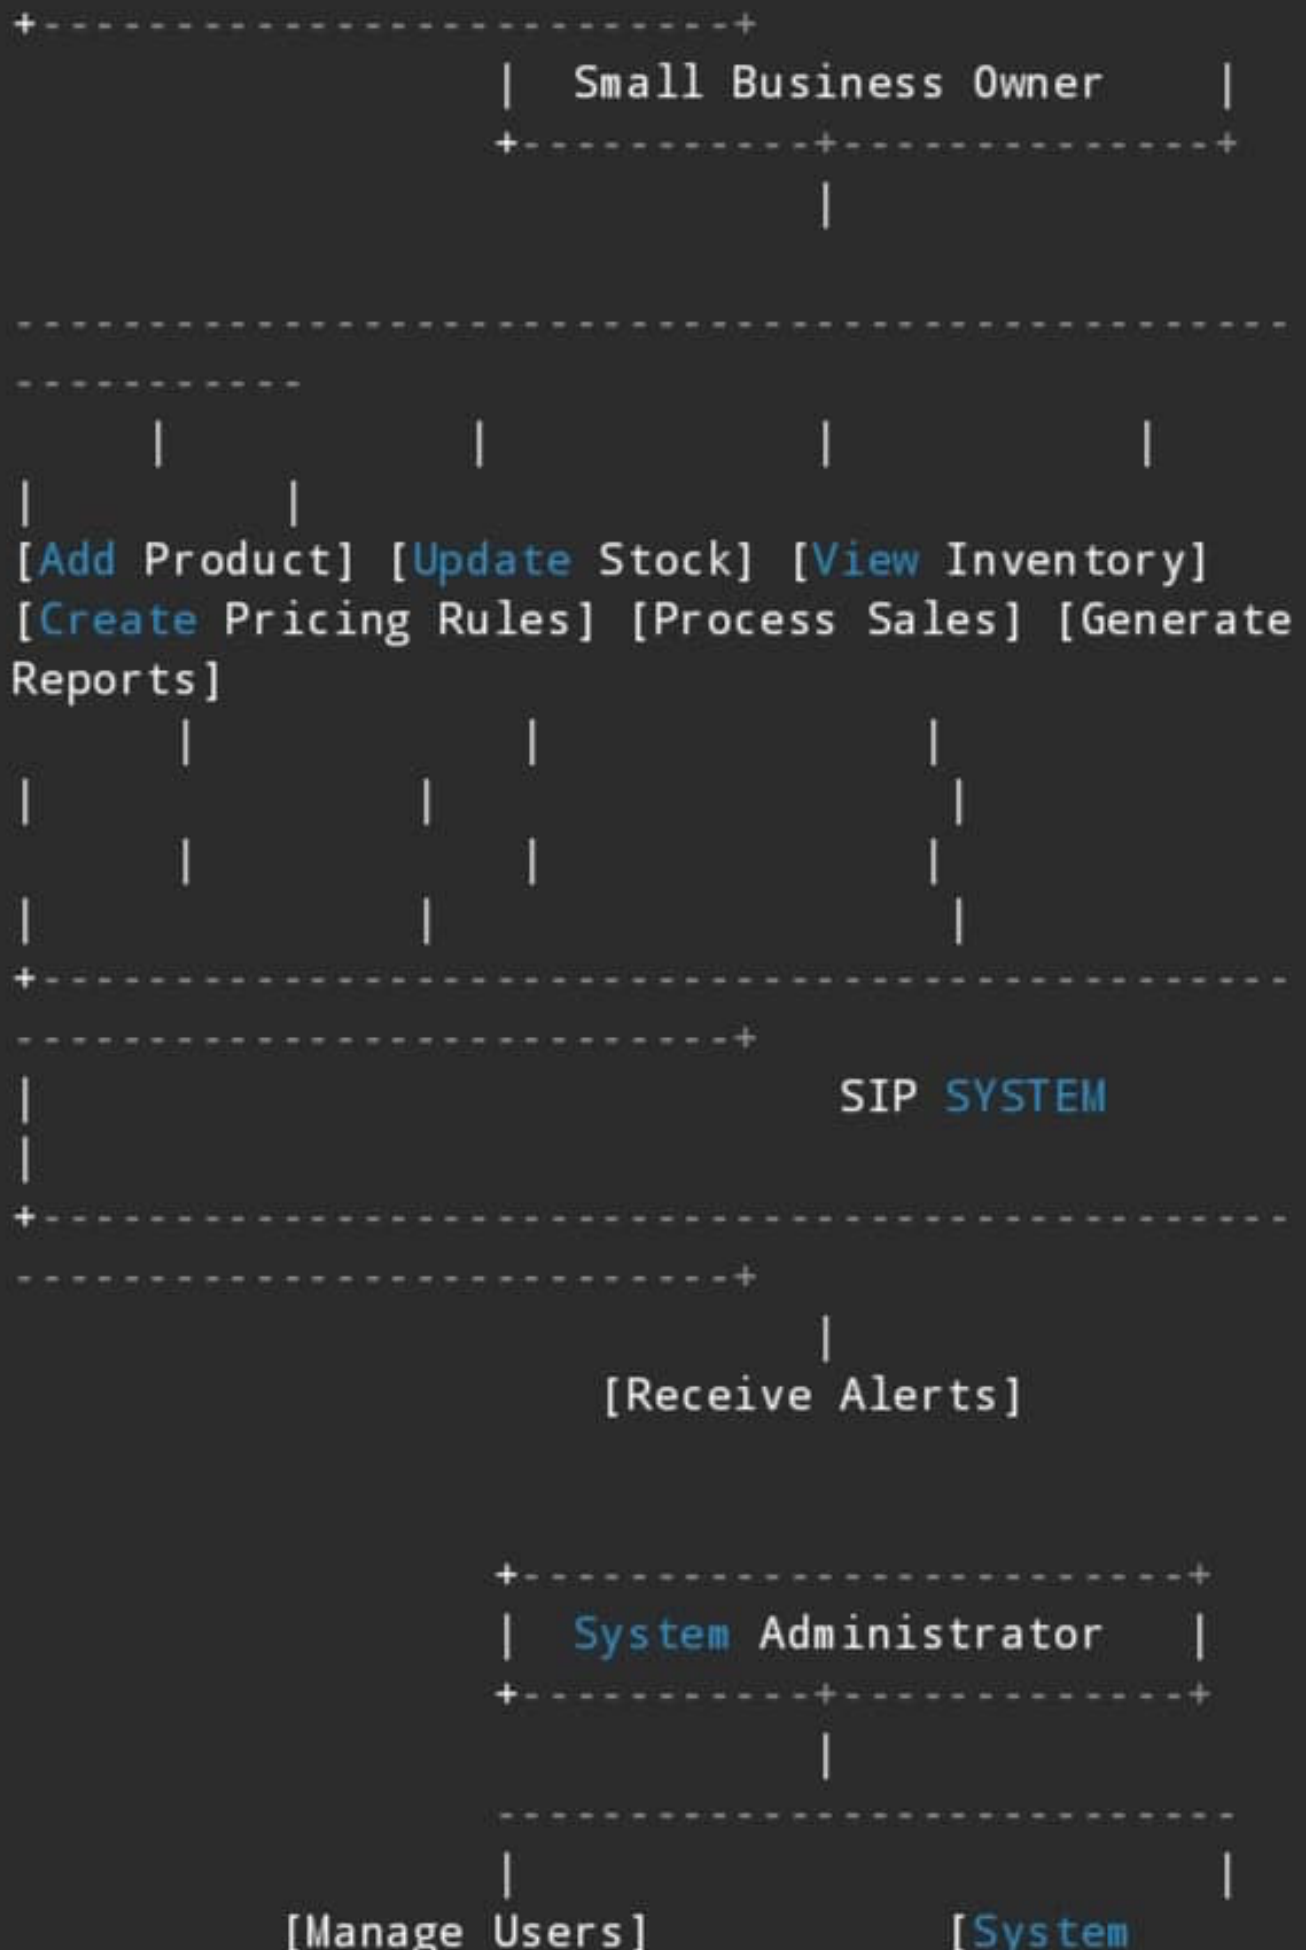 +--------------------------+
                  |  Small Business Owner    |
                  +-----------+--------------+
                              |

------------------------------------------------
-----------
     |           |            |           |
|         |
[Add Product] [Update Stock] [View Inventory]
[Create Pricing Rules] [Process Sales] [Generate
Reports]
      |            |              |
|              |                   |
      |            |              |
|              |                   |
+-----------------------------------------------
---------------------------+
|                              SIP SYSTEM
|
+-----------------------------------------------
---------------------------+
                              |
                      [Receive Alerts]


                  +-------------------------+
                  |  System Administrator   |
                  +-----------+-------------+
                              |
                  ----------------------------
                  |                          |
          [Manage Users]           [System